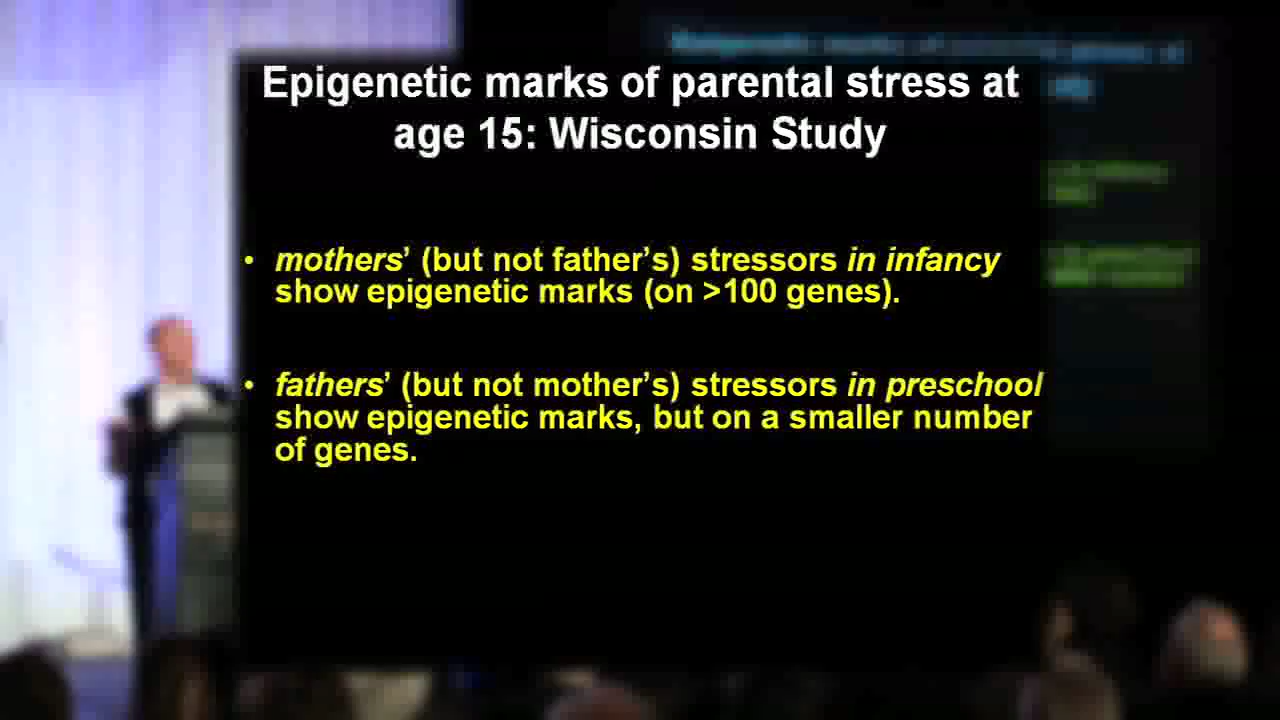 Epigenetic marks of parental stress at
age 15: Wisconsin Study
• mothers’ (but not father’s) stressors in infancy
show epigenetic marks (on >100 genes).
• fathers’ (but not mother’s) stressors in preschool
show epigenetic marks, but on a smaller number
of genes.